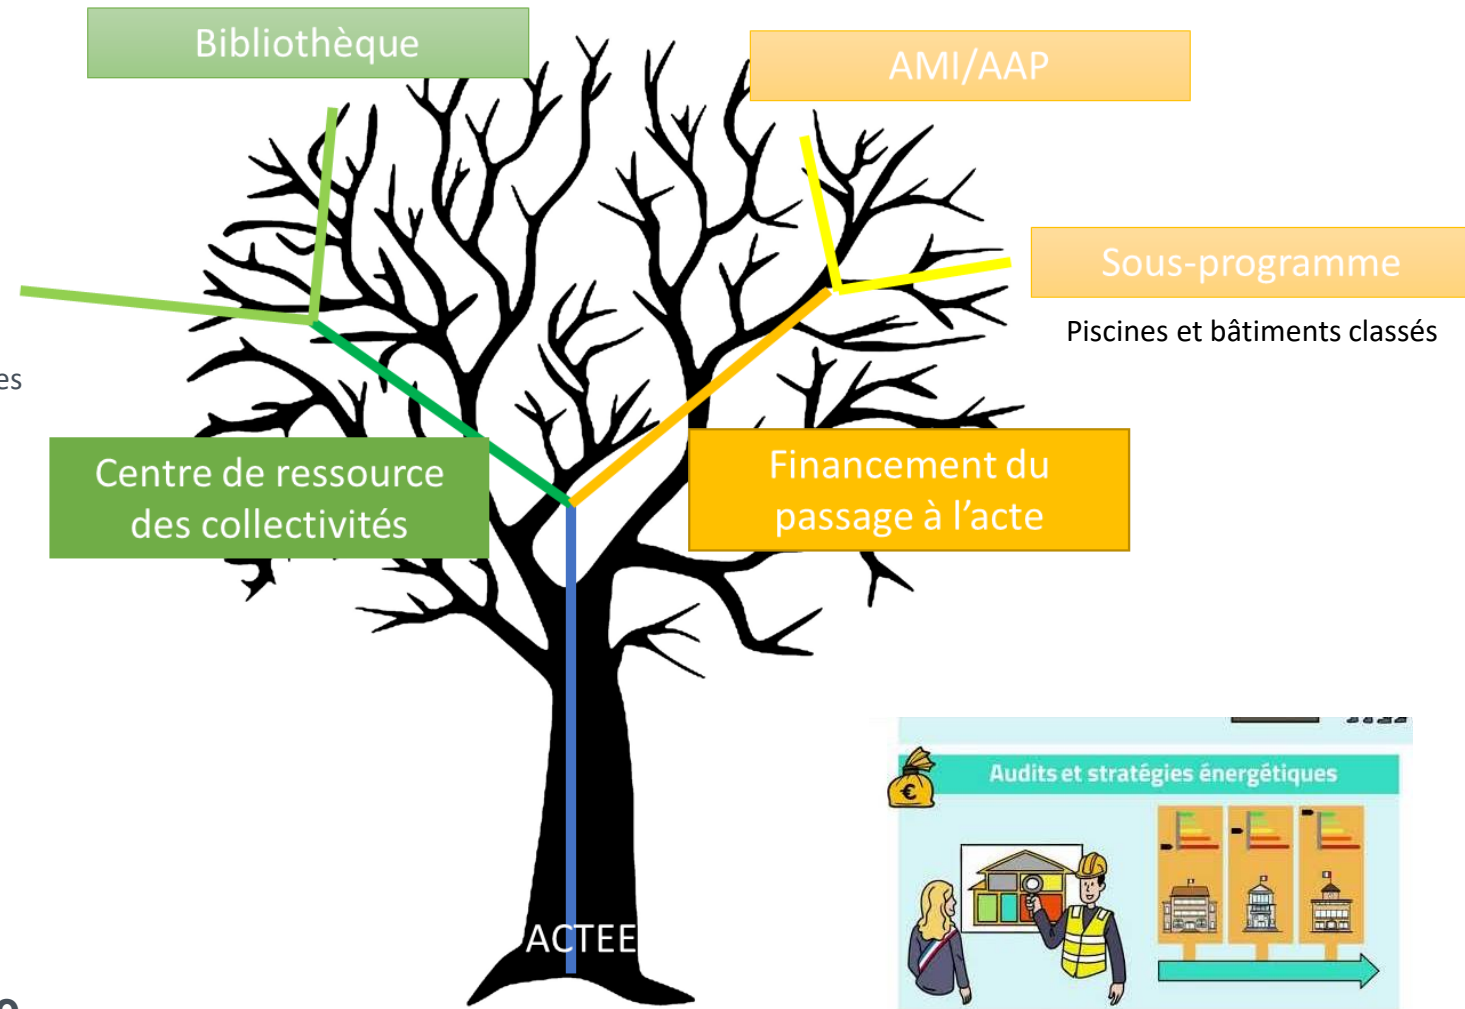 Bibliothèque
AMI/AAP
Sous-programme
Piscines et bâtiments classés
es
Centre de ressource
des collectivités
Financement du
passage à l'acte
Audits et stratégies énergétiques
€
ACTEE